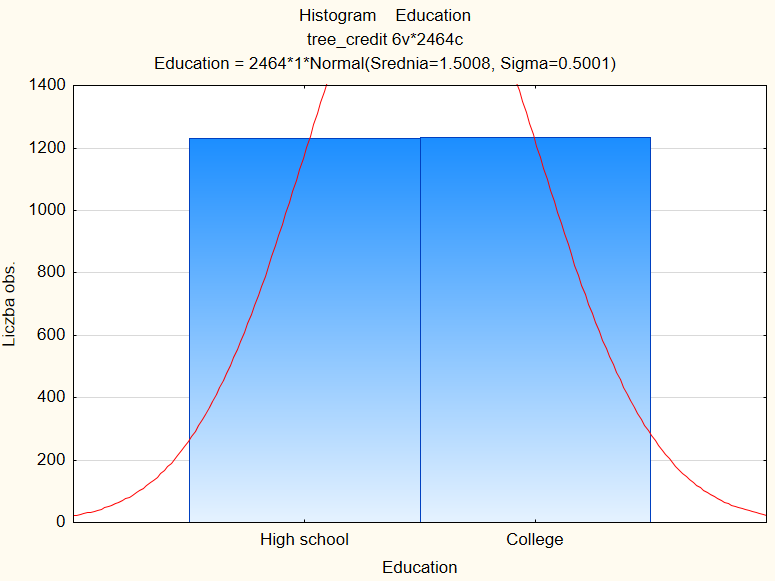 Histogram Education
tree_credit 6v*2464c
Education = 2464*1*Normal(Srednia=1.5008, Sigma=0.5001)
1400
1200
1000
800
600
400
200
0
Liczba obs.
High school College
Education